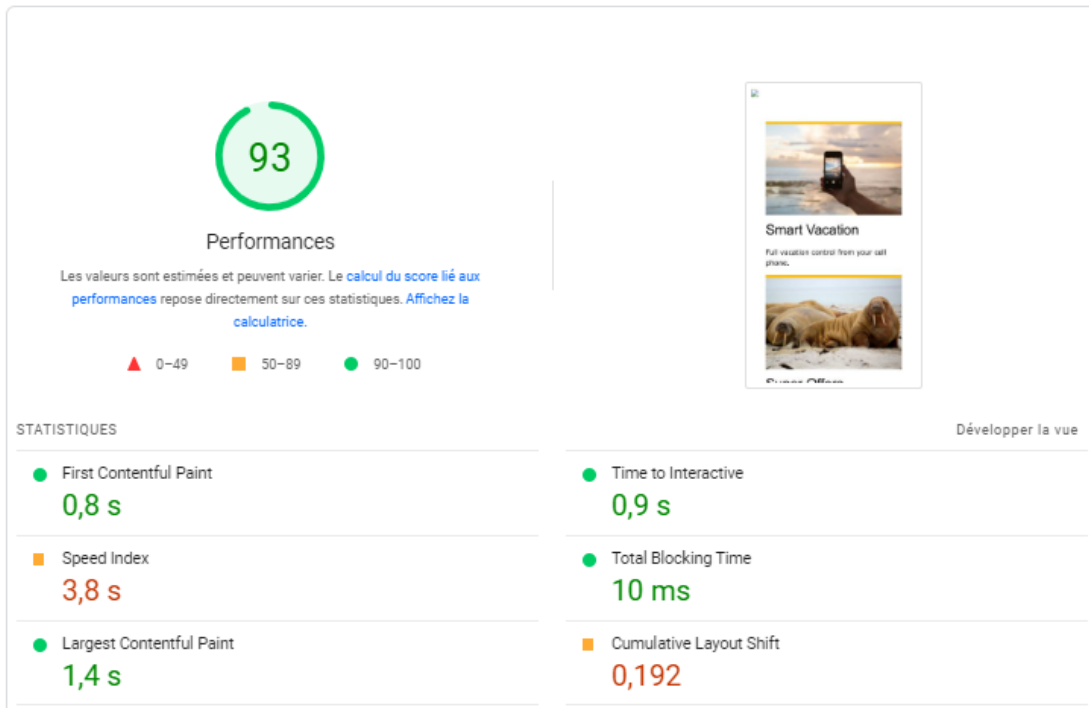 93
Performances
Les valeurs sont estimées et peuvent varier. Le calcul du score lié aux
performances repose directement sur ces statistiques. Affichez la
calculatrice.
0–49
50–89
90–100
Smart Vacation
Full vacation control from your cell
phone.
Super Offers
STATISTIQUES
Développer la vue
First Contentful Paint
0,8 s
Time to Interactive
0,9 s
Speed Index
3,8 s
Total Blocking Time
10 ms
Largest Contentful Paint
1,4 s
Cumulative Layout Shift
0,192